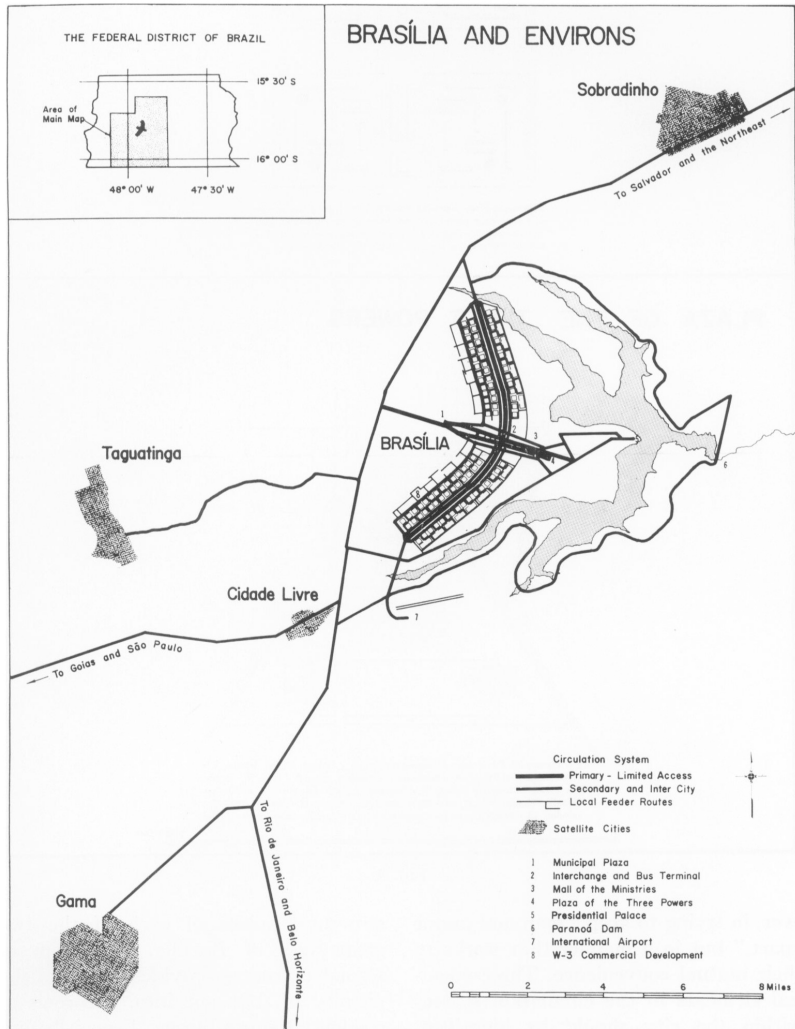 BRASÍLIA AND ENVIRONS
THE FEDERAL DISTRICT OF BRAZIL
15° 30' S
Area of
Main Map
16° 00' S
48° 00' W
47° 30' W
Sobradinho
To Salvador and the Northeast
1
2
3
4
5
6
BRASÍLIA
8
Taguatinga
Cidade Livre
7
To Goias and São Paulo
To Rio de Janeiro and Belo Horizonte
Gama
Circulation System
Primary - Limited Access
Secondary and Inter City
Local Feeder Routes
Satellite Cities
1 Municipal Plaza
2 Interchange and Bus Terminal
3 Mall of the Ministries
4 Plaza of the Three Powers
5 Presidential Palace
6 Paranoá Dam
7 International Airport
8 W-3 Commercial Development
0 2 4 6 8 Miles